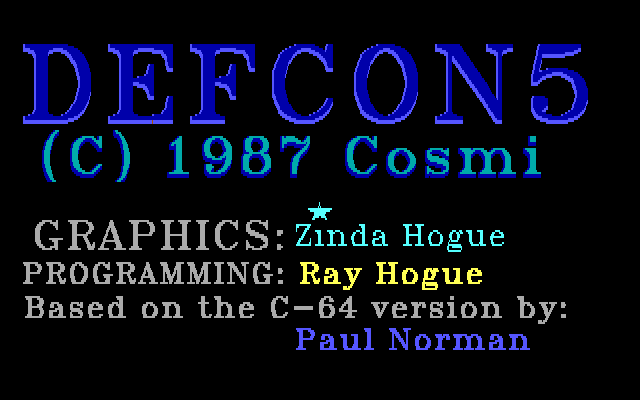 DEFCON5
(C) 1987 Cosmi
GRAPHICS: Zinda Hogue
PROGRAMMING: Ray Hogue
Based on the C-64 version by:
Paul Norman